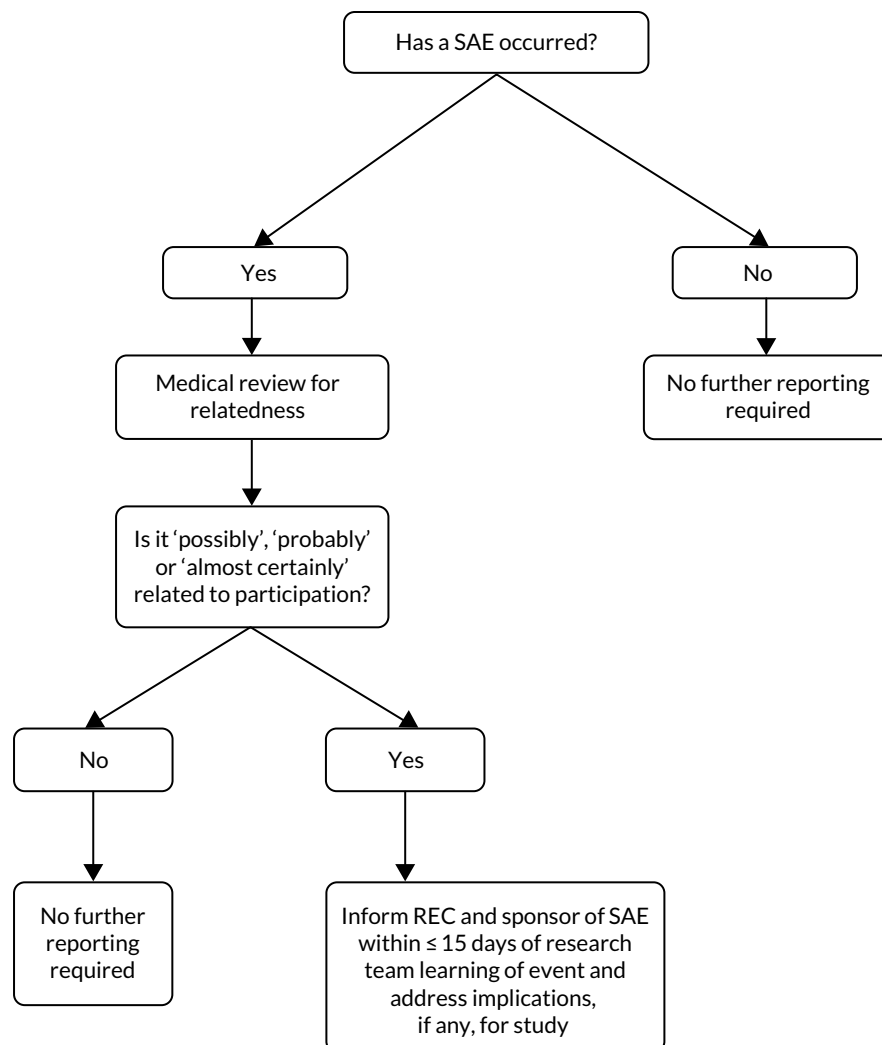 Has a SAE occurred?
Yes
No
Medical review for
relatedness
No further reporting
required
Is it ‘possibly’, ‘probably’
or ‘almost certainly’
related to participation?
No
Yes
No further
reporting
required
Inform REC and sponsor of SAE
within ≤ 15 days of research
team learning of event and
address implications,
if any, for study